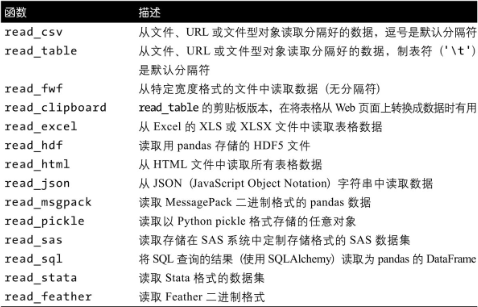 函数 描述
read_csv 从文件、URL 或文件型对象读取分隔好的数据，逗号是默认分隔符
read_table 从文件、URL 或文件型对象读取分隔好的数据，制表符（'\t'）
是默认分隔符
read_fwf 从特定宽度格式的文件中读取数据（无分隔符）
read_clipboard read_table 的剪贴板版本，在将表格从 Web 页面上转换成数据时有用
read_excel 从 Excel 的 XLS 或 XLSX 文件中读取表格数据
read_hdf 读取用 pandas 存储的 HDF5 文件
read_html 从 HTML 文件中读取所有表格数据
read_json 从 JSON（JavaScript Object Notation）字符串中读取数据
read_msgpack 读取 MessagePack 二进制格式的 pandas 数据
read_pickle 读取以 Python pickle 格式存储的任意对象
read_sas 读取存储在 SAS 系统中定制存储格式的 SAS 数据集
read_sql 将 SQL 查询的结果（使用 SQLAlchemy）读取为 pandas 的 DataFrame
read_stata 读取 Stata 格式的数据集
read_feather 读取 Feather 二进制格式